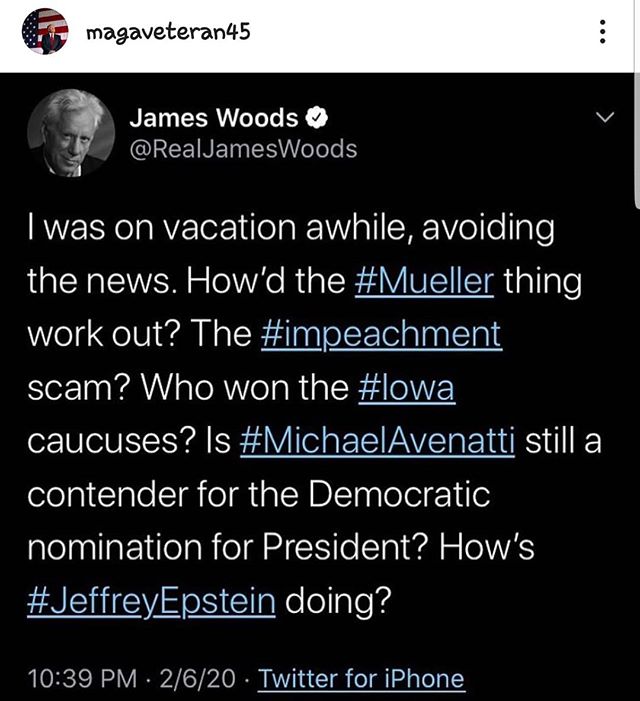 magaveteran45
James Woods
@RealJamesWoods
I was on vacation awhile, avoiding
the news. How'd the #Mueller thing
work out? The #impeachment
scam? Who won the #Iowa
caucuses? Is #MichaelAvenatti still a
contender for the Democratic
nomination for President? How's
#JeffreyEpstein doing?
10:39 PM · 2/6/20 · Twitter for iPhone